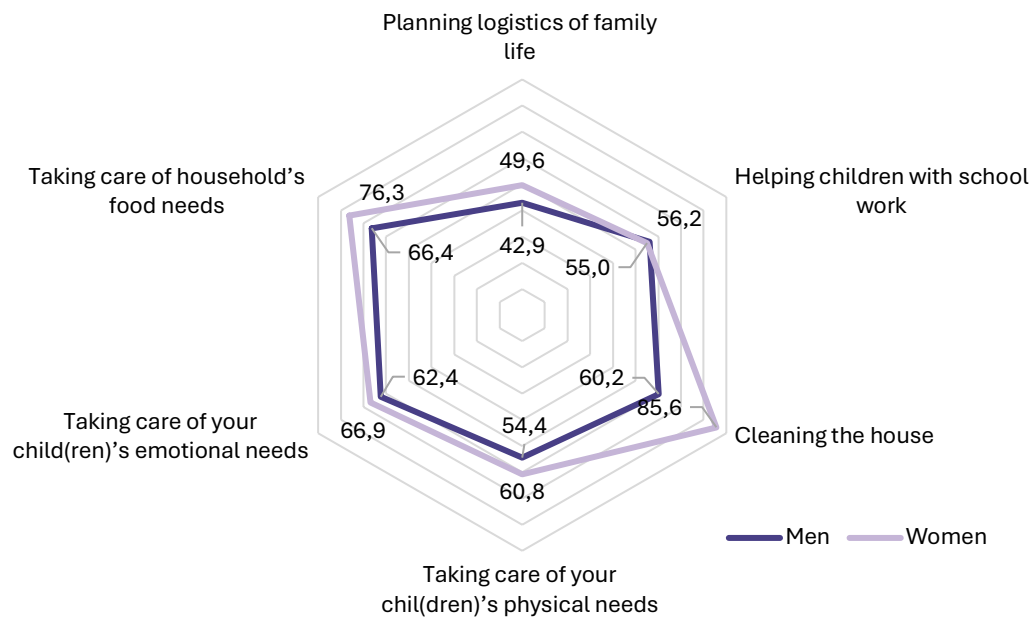 Planning logistics of family
life
49,6
Taking care of household’s
food needs
76,3
Helping children with school
work
56,2
66,4
42,9
55,0
62,4
60,2
54,4
85,6
Taking care of your
child(ren)’s emotional needs
66,9
Cleaning the house
60,8
Men
Women
Taking care of your
chil(dren)’s physical needs